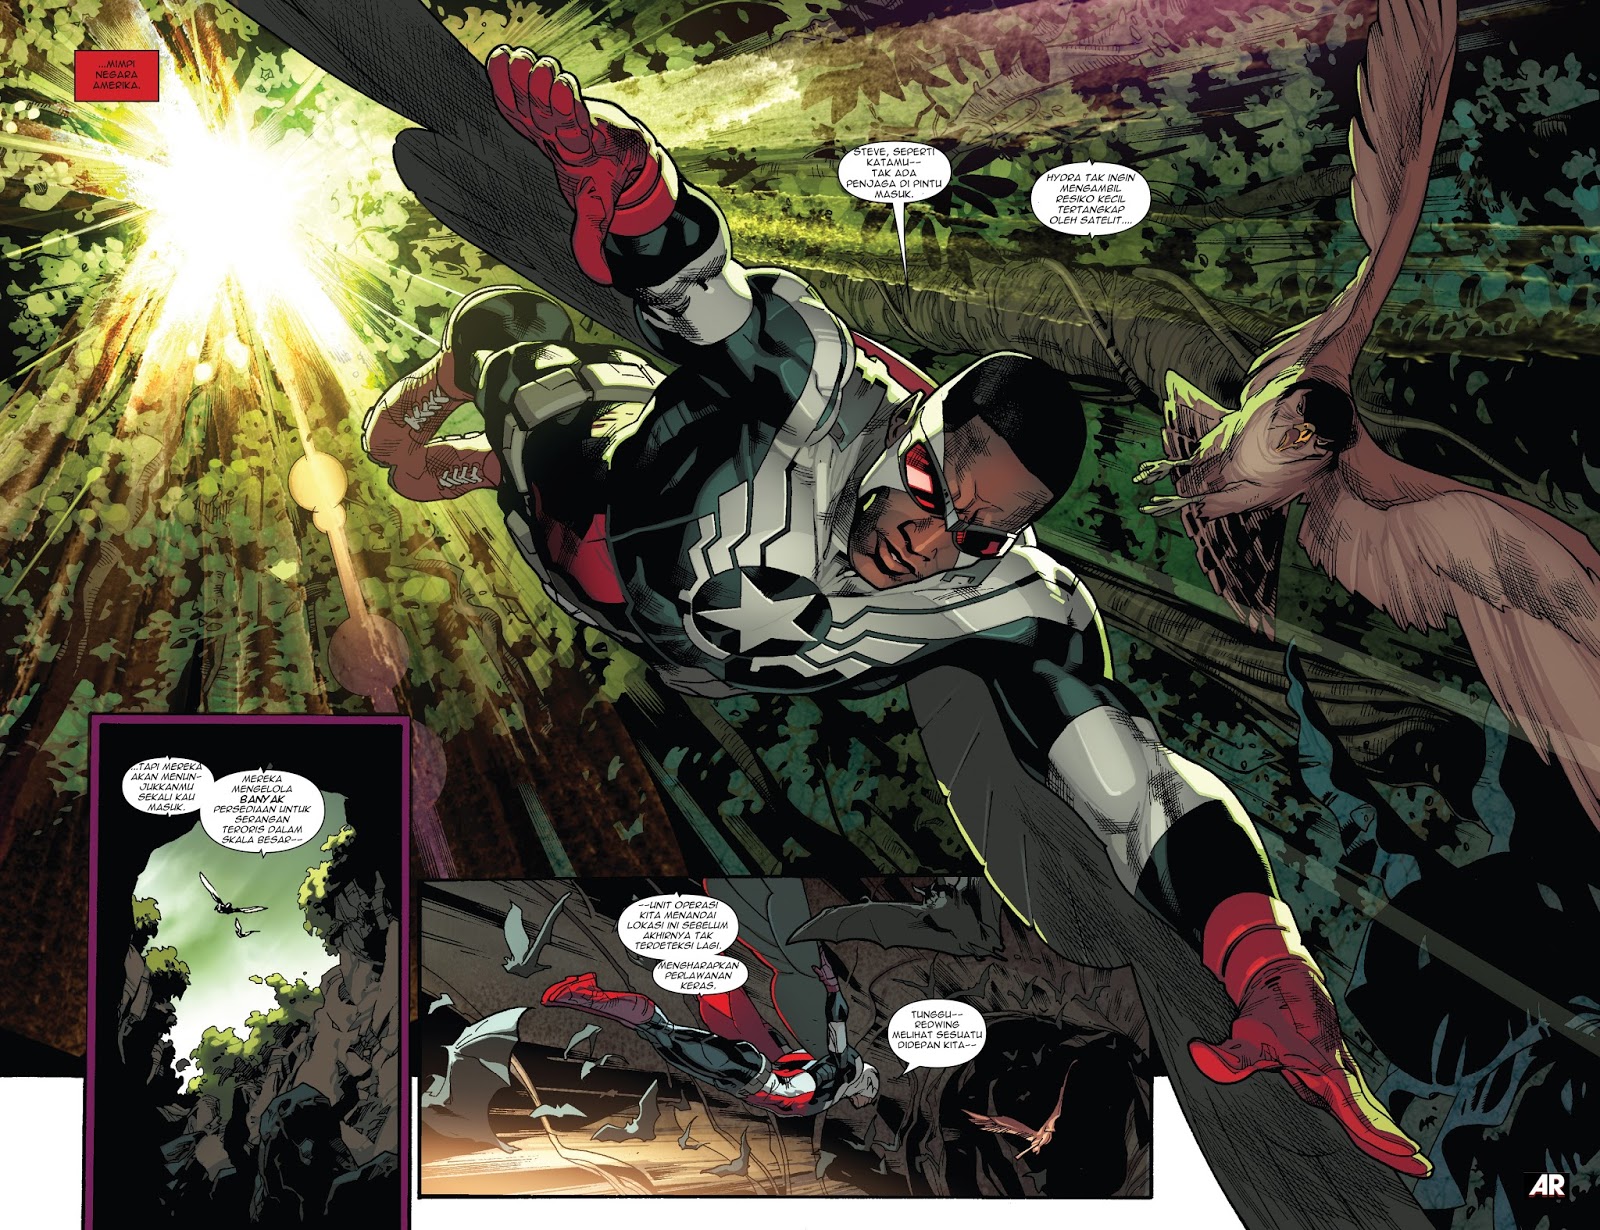 ...MIMPI
NEGARA
AMERIKA.
STEVE, SEPERTI
KATAMU--
TAK ADA
PENJAGA DI PINTU
MASUK.
HYDRA TAK INGIN
MENGAMBIL
RESIKO KECIL
TERTANGKAP
OLEH SATELIT....
...TAPI MEREKA
AKAN MENUN-
JUKKANMU
SEKALI KAU
MASUK.
MEREKA
MENGELOLA
BANYAK
PERSEDIAAN UNTUK
SERANGAN
TERORIS DALAM
SKALA BESAR--
--UNIT OPERASI
KITA MENANDAI
LOKASI INI SEBELUM
AKHIRNYA TAK
TERDETEKSI LAGI.
MENGHARAPKAN
PERLAWANAN
KERAS.
TUNGGU--
REDWING
MELIHAT SESUATU
DIDEPAN KITA--
AR